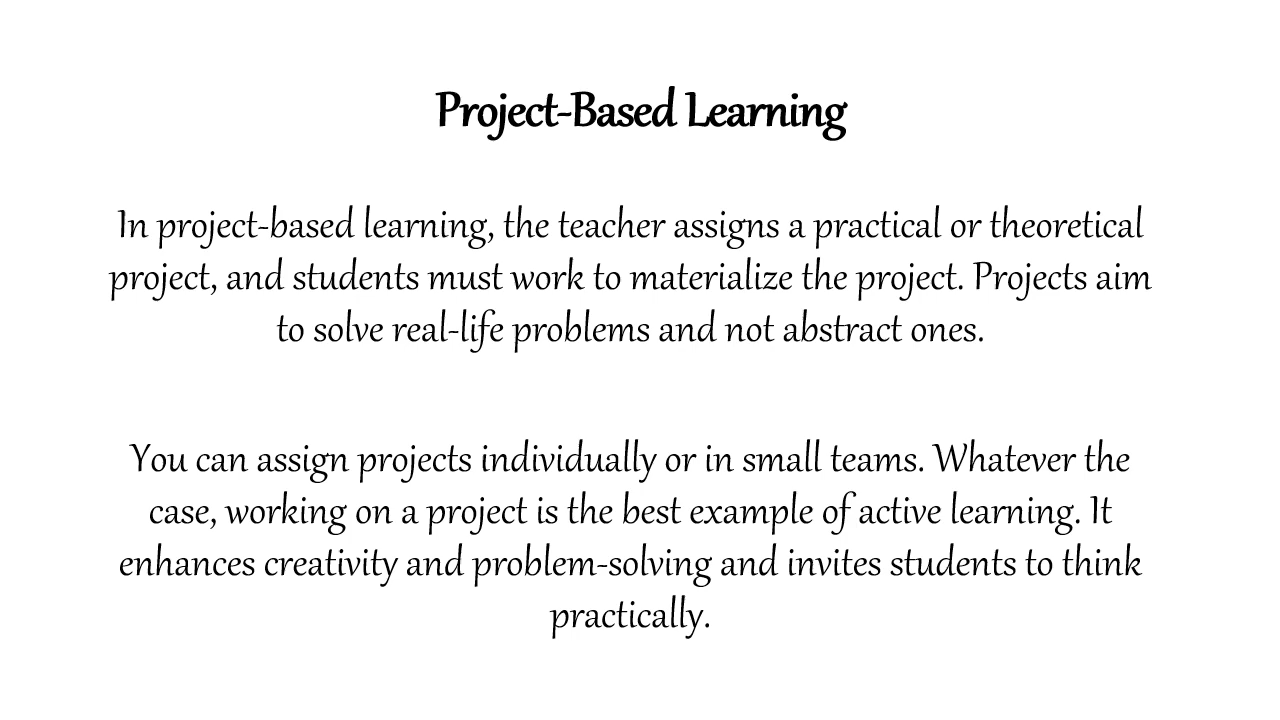 Project-Based Learning
In project-based learning, the teacher assigns a practical or theoretical
project, and students must work to materialize the project. Projects aim
to solve real-life problems and not abstract ones.
You can assign projects individually or in small teams. Whatever the
case, working on a project is the best example of active learning. It
enhances creativity and problem-solving and invites students to think
practically.